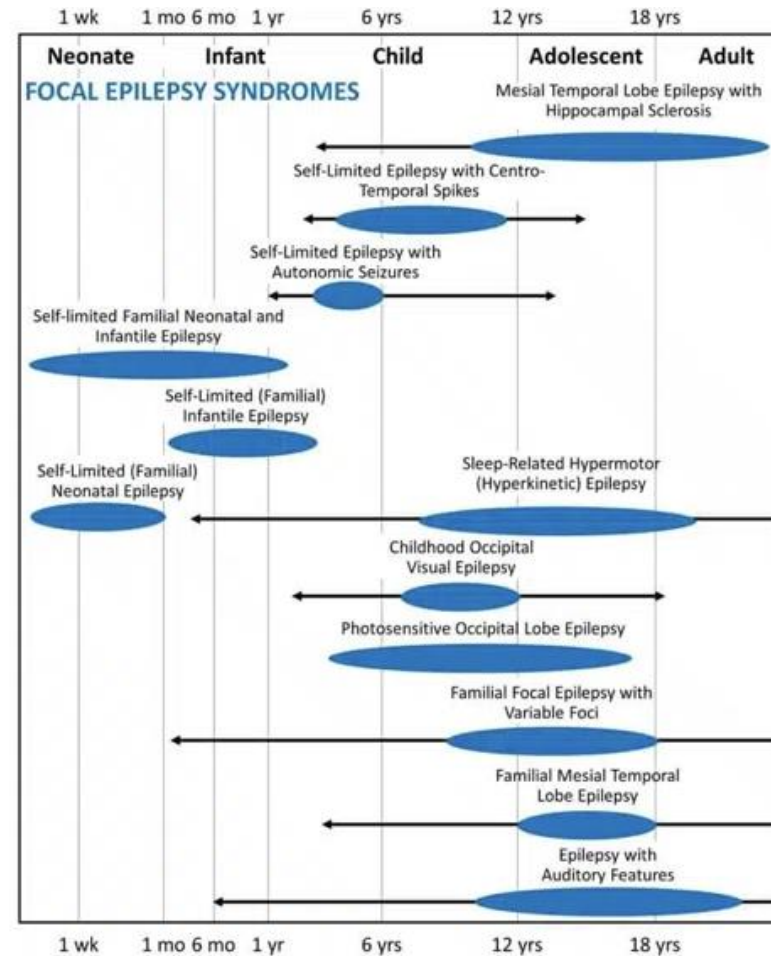 1 wk 1 mo 6 mo 1 yr 6 yrs 12 yrs 18 yrs
Neonate Infant Child Adolescent Adult
FOCAL EPILEPSY SYNDROMES
Mesial Temporal Lobe Epilepsy with
Hippocampal Sclerosis
Self-Limited Epilepsy with Centro-
Temporal Spikes
Self-Limited Epilepsy with
Autonomic Seizures
Self-limited Familial Neonatal and
Infantile Epilepsy
Self-Limited (Familial)
Infantile Epilepsy
Self-Limited (Familial)
Neonatal Epilepsy
Sleep-Related Hypermotor
(Hyperkinetic) Epilepsy
Childhood Occipital
Visual Epilepsy
Photosensitive Occipital Lobe Epilepsy
Familial Focal Epilepsy with
Variable Foci
Familial Mesial Temporal
Lobe Epilepsy
Epilepsy with
Auditory Features
1 wk 1 mo 6 mo 1 yr 6 yrs 12 yrs 18 yrs